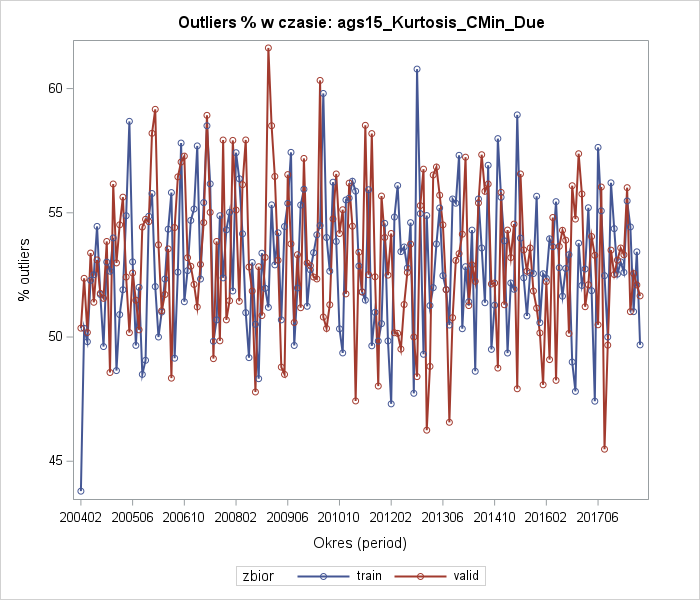 Outliers % w czasie: ags15_Kurtosis_CMin_Due
% outliers
60
55
50
45
200402 200506 200610 200802 200906 201010 201202 201306 201410 201602 201706
Okres (period)
zbior train valid